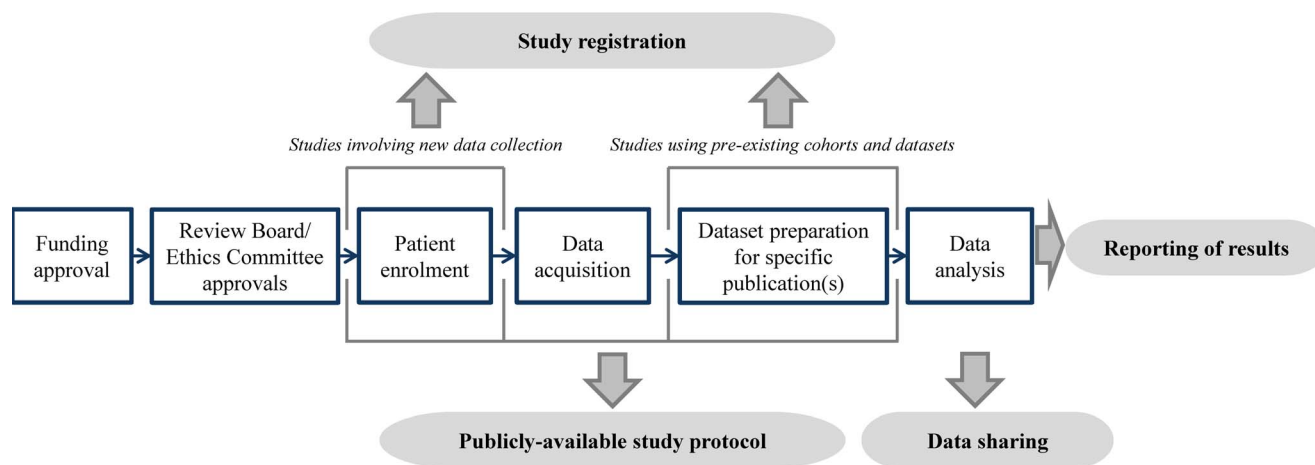 Study registration
Studies involving new data collection
Studies using pre-existing cohorts and datasets
Funding
approval
Review Board/
Ethics Committee
approvals
Patient
enrolment
Data
acquisition
Dataset preparation
for specific
publication(s)
Data
analysis
Reporting of results
Publicly-available study protocol
Data sharing